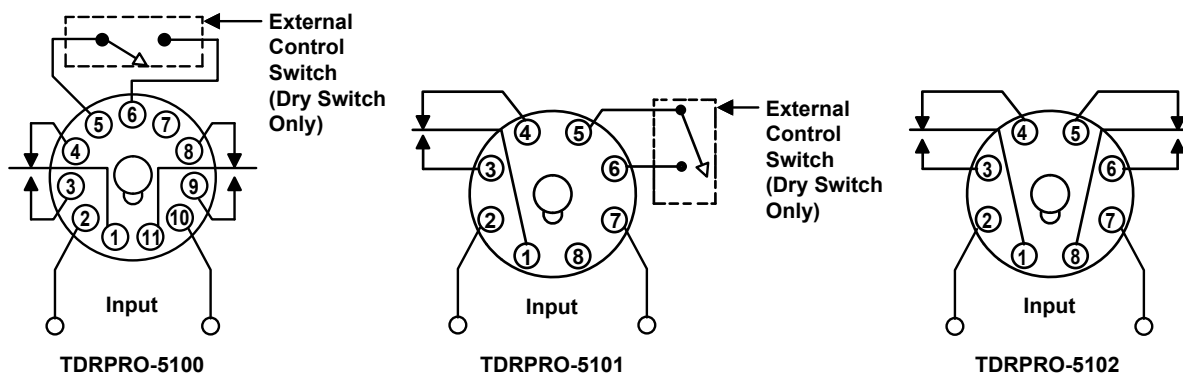 External
Control
Switch
(Dry Switch
Only)
6
5
7
4
8
3
9
2
10
1
11
Input
TDRPRO-5100
External
Control
Switch
(Dry Switch
Only)
4
5
3
6
2
7
1
8
Input
TDRPRO-5101
4
5
3
6
2
7
1
8
Input
TDRPRO-5102